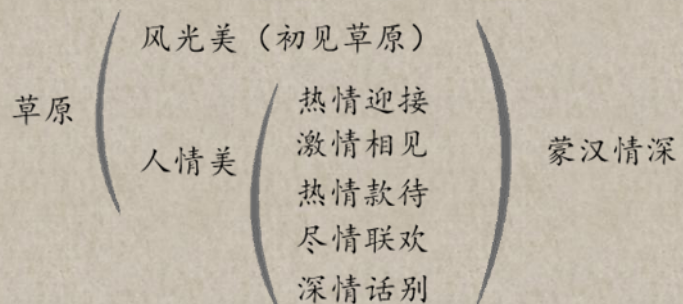 草原
风光美（初见草原）
人情美
热情迎接
激情相见
热情款待
尽情联欢
深情话别
蒙汉情深